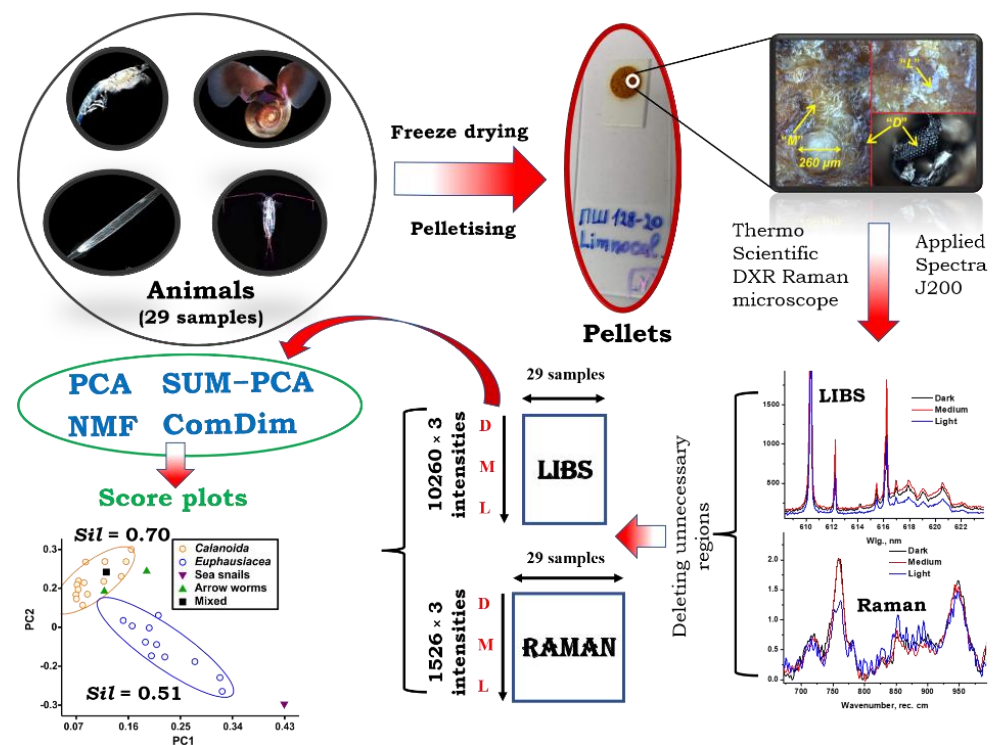 Animals
(29 samples)
Freeze drying
Pelletising
ПШ 128-20
Limnocal.
Pellets
"L"
"M"
"D"
260 µm
Thermo
Scientific
DXR Raman
microscope
Applied
Spectra
J200
LIBS
Dark
Medium
Light
1500
1000
500
610 612 614 616 618 620 622
Wlg., nm
Raman
Dark
Medium
Light
2.0
1.5
1.0
0.5
0.0
700 750 800 850 900 950
Wavenumber, rec. cm
Deleting unnecessary
regions
29 samples
10260 × 3
intensities
D
M
L
LIBS
29 samples
1526 × 3
intensities
D
M
L
RAMAN
PCA SUM-PCA
NMF ComDim
Score plots
Sil = 0.70
Calanoida
Euphausiacea
Sea snails
Arrow worms
Mixed
Sil = 0.51
PC2
0.3
0.2
0
-0.2
-0.3
0.07 0.16 0.25 0.34 0.43
PC1